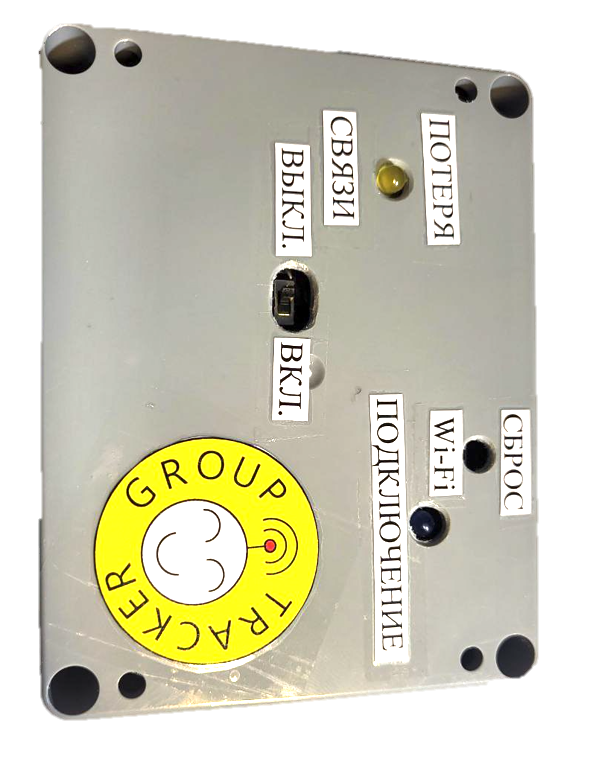 ПОТЕРЯ
СВЯЗИ
СБРОС
Wi-Fi
ПОДКЛЮЧЕНИЕ
ВЫКЛ.
ВКЛ.
GROUP TRACKER